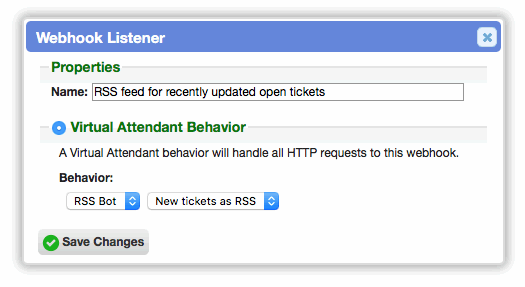 Webhook Listener
Properties
Name: RSS feed for recently updated open tickets
Virtual Attendant Behavior
A Virtual Attendant behavior will handle all HTTP requests to this webhook.
Behavior:
RSS Bot New tickets as RSS
Save Changes